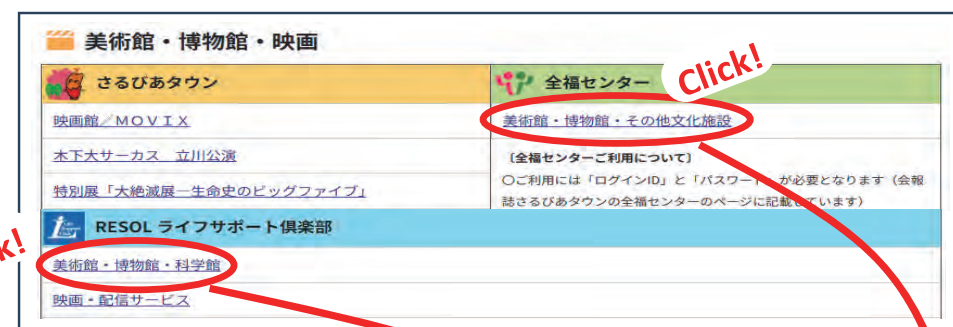 美術館・博物館・映画
さるびあタウン
映画館/MOVIX
木下大サーカス 立川公演
特別展「大絶滅展―生命史のビッグファイブ」
全福センター
Click!
美術館・博物館・その他文化施設
〔全福センターご利用について〕
○ご利用には「ログインID」と「パスワード」が必要となります(会報
誌さるびあタウンの全福センターのページに記載しています)
RESOL ライフサポート倶楽部
k!
美術館・博物館・科学館
映画・配信サービス